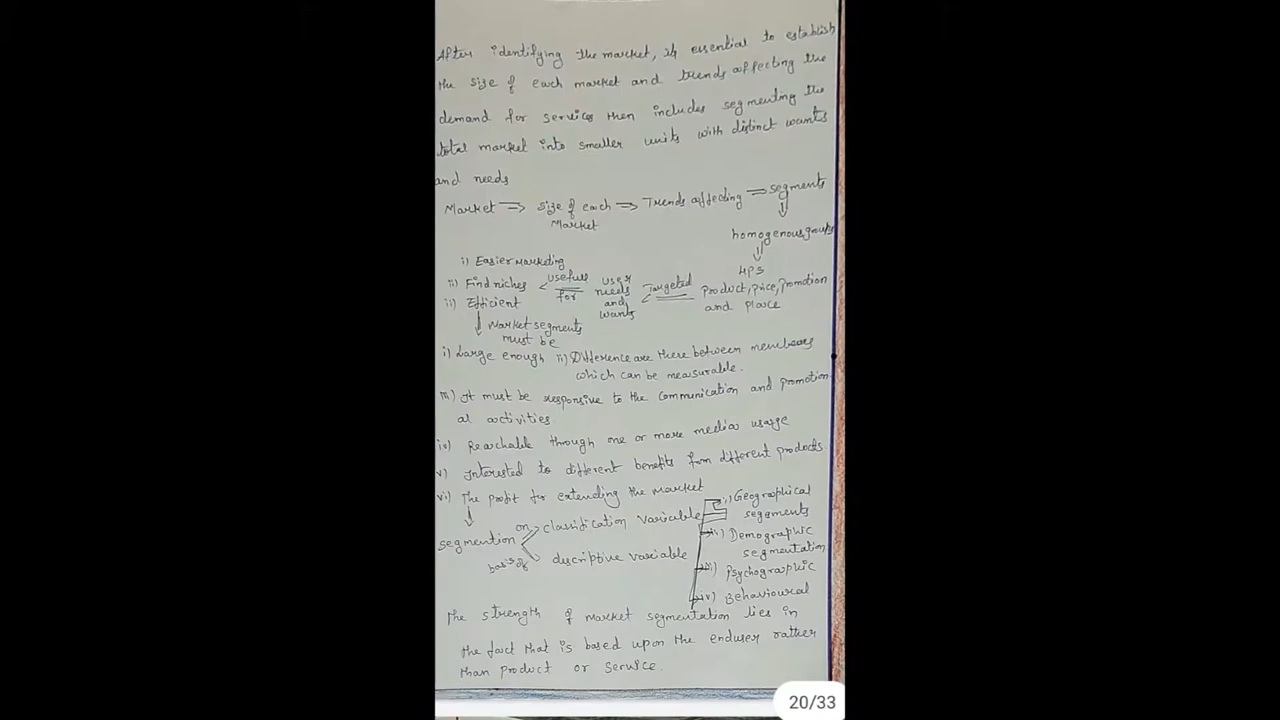 After identifying the market, it essential to establish
the size of each market and trends affecting the
demand for services then includes segmenting the
total market into smaller units with distinct wants
and needs
Market => size of each Market => Trends affecting => segments
homogenous groups
4PS
Product, price, promotion
and place
Targeted
user needs and wants
useful for
i) Easier marketing
ii) Find niches
ii) Efficient
Market segments
must be
i) Large enough ii) Difference are there between members
which can be measurable.
iii) It must be responsive to the communication and promotion
al activities
iv) Reachable through one or more media usage
v) Interested to different benefits from different products
vi) The profit for extending the market
segmention on basis of
classification variable
descriptive variable
i) Geographical
segments
ii) Demographic
segmentation
iii) Psychographic
iv) Behavioural
The strength of market segmentation lies in
the fact that is based upon the enduser rather
than product or service.
20/33